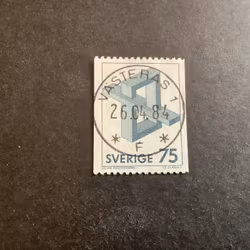 VÄSTERÅS 1
26.04.84
* F *
SVERIGE 75